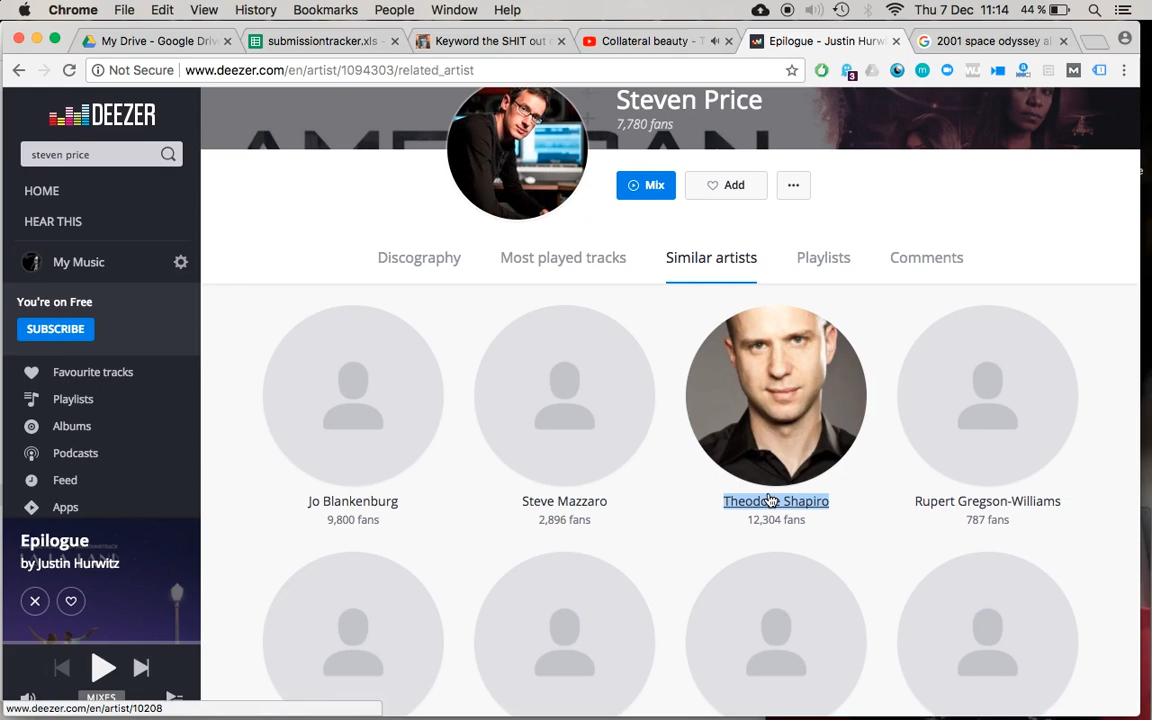 Chrome File Edit View History Bookmarks People Window Help Thu 7 Dec 11:14 44 %
My Drive - Google Driv submissiontracker.xls - Keyword the SHIT out Collateral beauty - T Epilogue - Justin Hurwi 2001 space odyssey al
Not Secure www.deezer.com/en/artist/1094303/related_artist
3
DEEZER
steven price
HOME
HEAR THIS
My Music
You're on Free
SUBSCRIBE
Favourite tracks
Playlists
Albums
Podcasts
Feed
Apps
Epilogue
by Justin Hurwitz
MIXES
www.deezer.com/en/artist/10208
Steven Price
7,780 fans
Mix Add ...
Discography Most played tracks Similar artists Playlists Comments
Jo Blankenburg Steve Mazzaro Theodore Shapiro Rupert Gregson-Williams
9,800 fans 2,896 fans 12,304 fans 787 fans